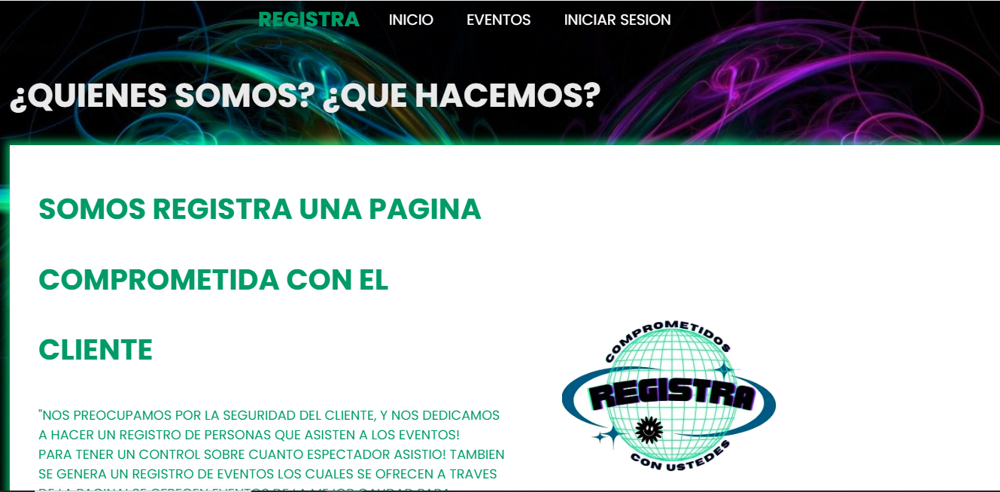 REGISTRA INICIO EVENTOS INICIAR SESION
¿QUIENES SOMOS? ¿QUE HACEMOS?
SOMOS REGISTRA UNA PAGINA
COMPROMETIDA CON EL
CLIENTE
"NOS PREOCUPAMOS POR LA SEGURIDAD DEL CLIENTE, Y NOS DEDICAMOS
A HACER UN REGISTRO DE PERSONAS QUE ASISTEN A LOS EVENTOS!
PARA TENER UN CONTROL SOBRE CUANTO ESPECTADOR ASISTIO! TAMBIEN
SE GENERA UN REGISTRO DE EVENTOS LOS CUALES SE OFRECEN A TRAVES
COMPROMETIDOS
REGISTRA
CON USTEDES